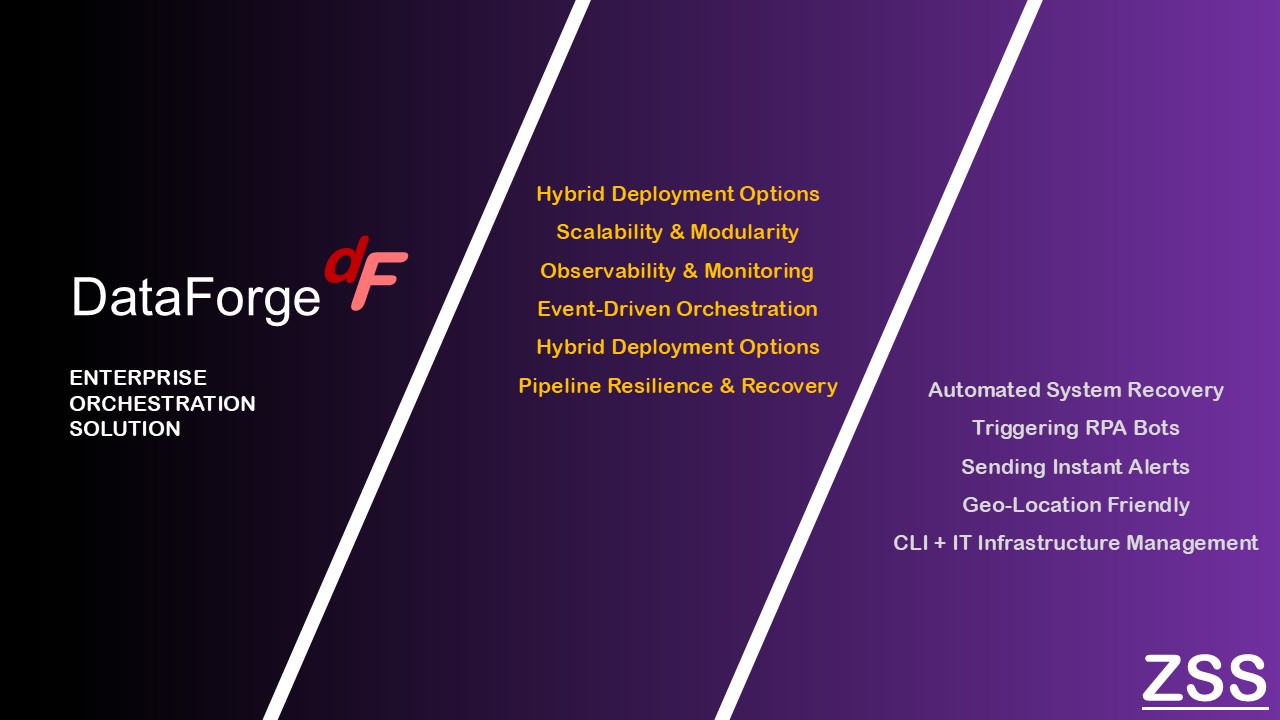 DataForge
dF
ENTERPRISE
ORCHESTRATION
SOLUTION
Hybrid Deployment Options
Scalability & Modularity
Observability & Monitoring
Event-Driven Orchestration
Hybrid Deployment Options
Pipeline Resilience & Recovery
Automated System Recovery
Triggering RPA Bots
Sending Instant Alerts
Geo-Location Friendly
CLI + IT Infrastructure Management
ZSS